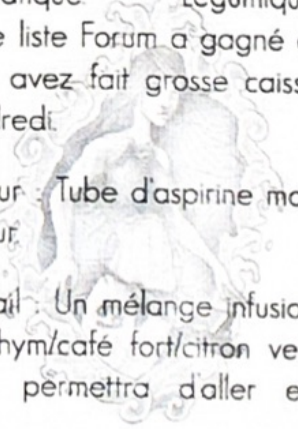 Légumiqu
liste Forum a gagné
avez fait grosse caiss
redi.
ur : Tube d'aspirine ma
ur
ail : Un mélange infusio
hym/café fort/citron ve
permettra d'aller e